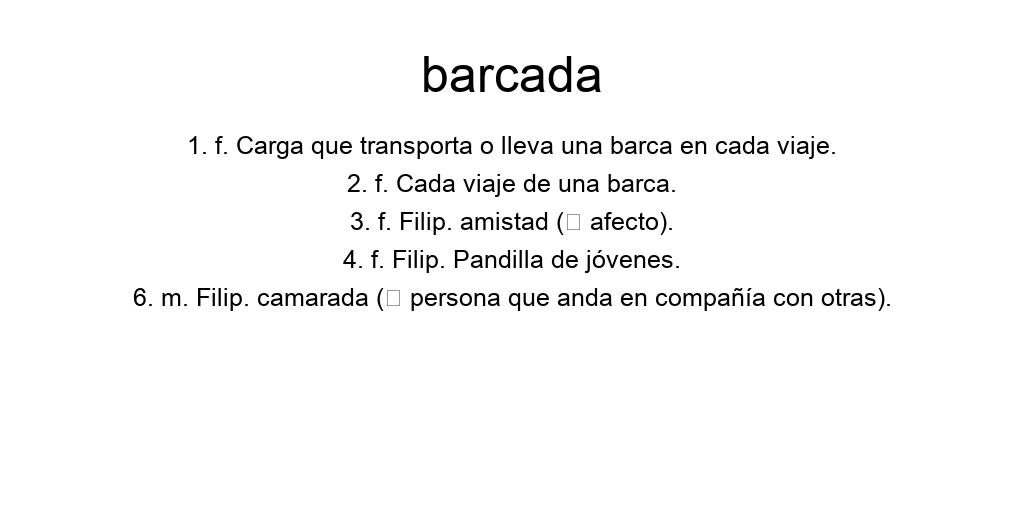 barcada
1. f. Carga que transporta o lleva una barca en cada viaje.
2. f. Cada viaje de una barca.
3. f. Filip. amistad (□ afecto).
4. f. Filip. Pandilla de jóvenes.
6. m. Filip. camarada (□ persona que anda en compañía con otras).